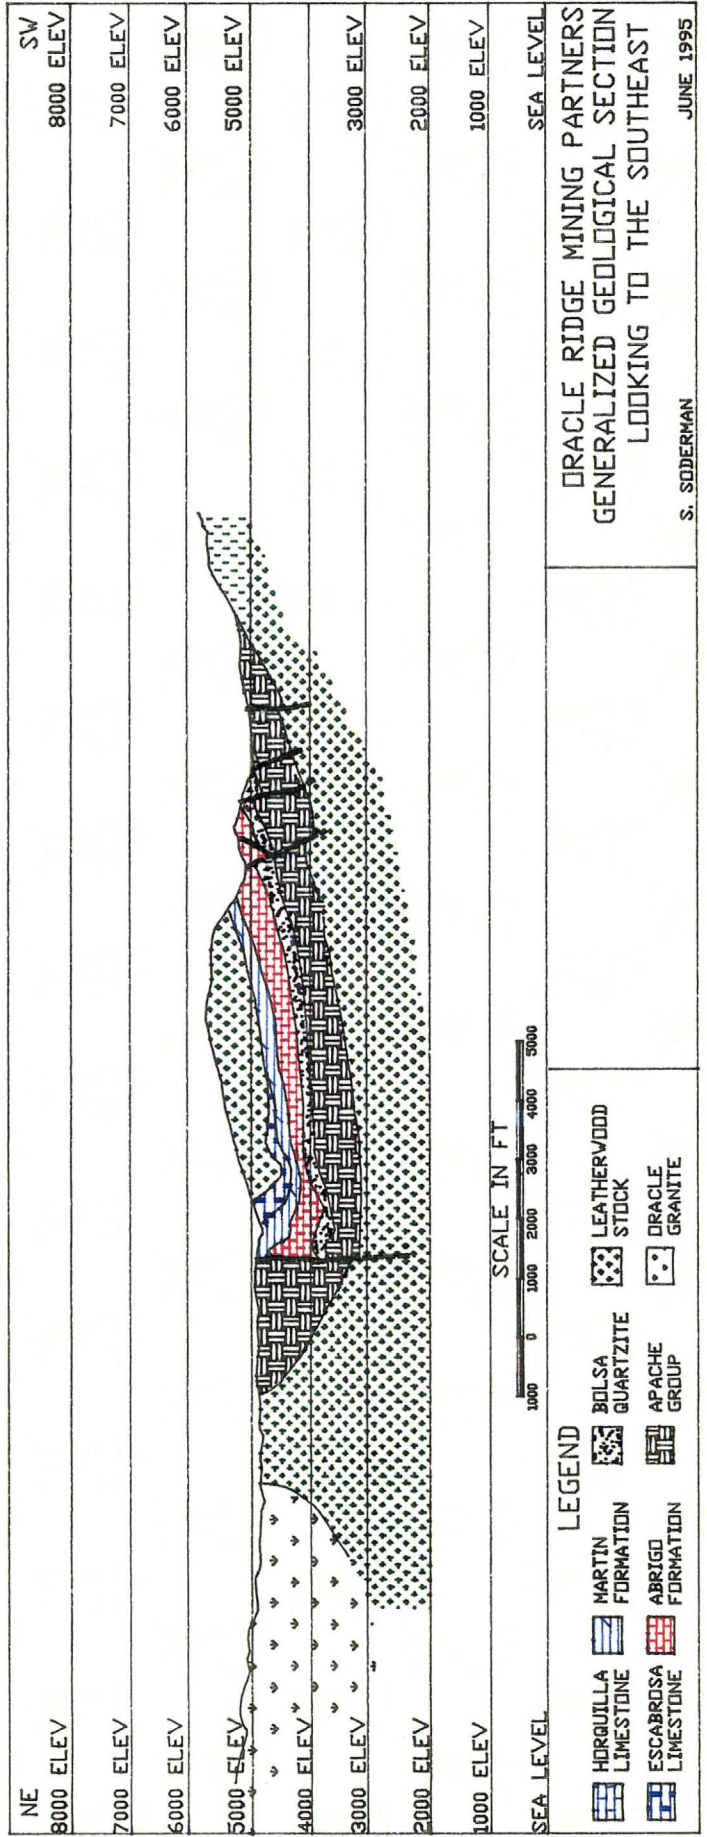 NE
SW
8000 ELEV
8000 ELEV
7000 ELEV
7000 ELEV
6000 ELEV
6000 ELEV
5000 ELEV
5000 ELEV
4000 ELEV
3000 ELEV
3000 ELEV
2000 ELEV
2000 ELEV
1000 ELEV
1000 ELEV
SEA LEVEL
SEA LEVEL
SCALE IN FT
1000 0 1000 2000 3000 4000 5000
LEGEND
HORQUILLA
LIMESTONE
MARTIN
FORMATION
BOLSA
QUARTZITE
LEATHERWOOD
STOCK
ESCABROSA
LIMESTONE
ABRIGO
FORMATION
APACHE
GROUP
ORACLE
GRANITE
ORACLE RIDGE MINING PARTNERS
GENERALIZED GEOLOGICAL SECTION
LOOKING TO THE SOUTHEAST
S. SODERMAN
JUNE 1995